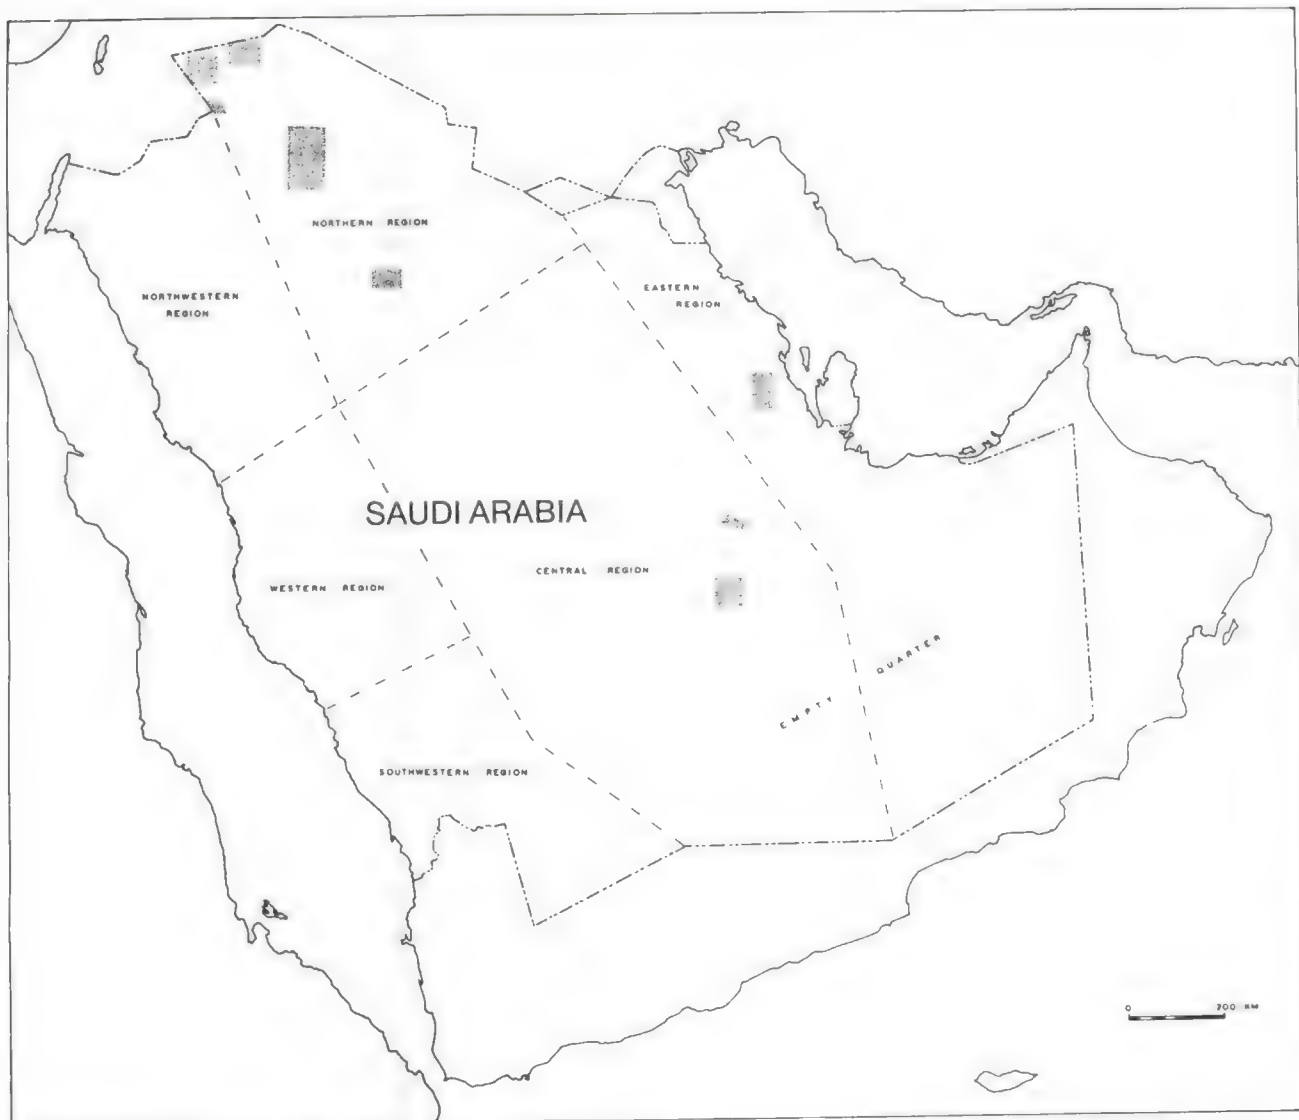 NORTHERN REGION
NORTHWESTERN
REGION
EASTERN
REGION
SAUDI ARABIA
CENTRAL REGION
WESTERN REGION
EMPTY QUARTER
SOUTHWESTERN REGION
0 200 KM